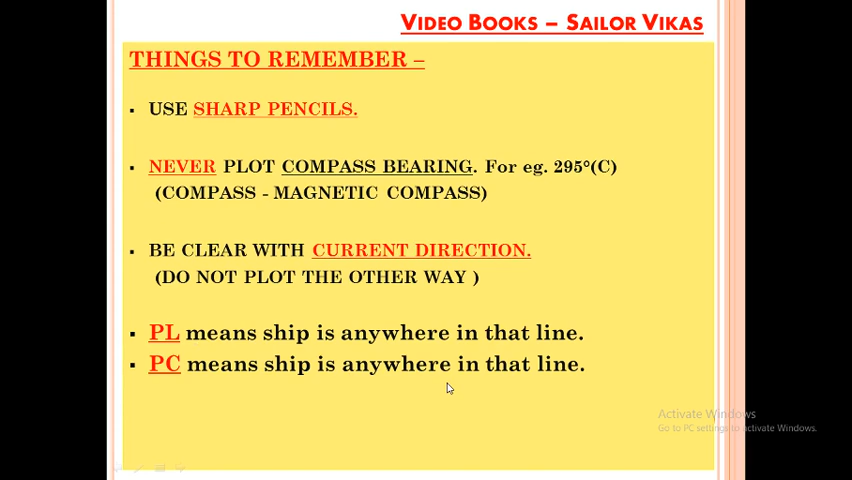 VIDEO BOOKS – SAILOR VIKAS
THINGS TO REMEMBER –
▪ USE SHARP PENCILS.
▪ NEVER PLOT COMPASS BEARING. For eg. 295°(C)
(COMPASS - MAGNETIC COMPASS)
▪ BE CLEAR WITH CURRENT DIRECTION.
(DO NOT PLOT THE OTHER WAY )
▪ PL means ship is anywhere in that line.
▪ PC means ship is anywhere in that line.
Activate Windows
Go to PC settings to activate Windows.